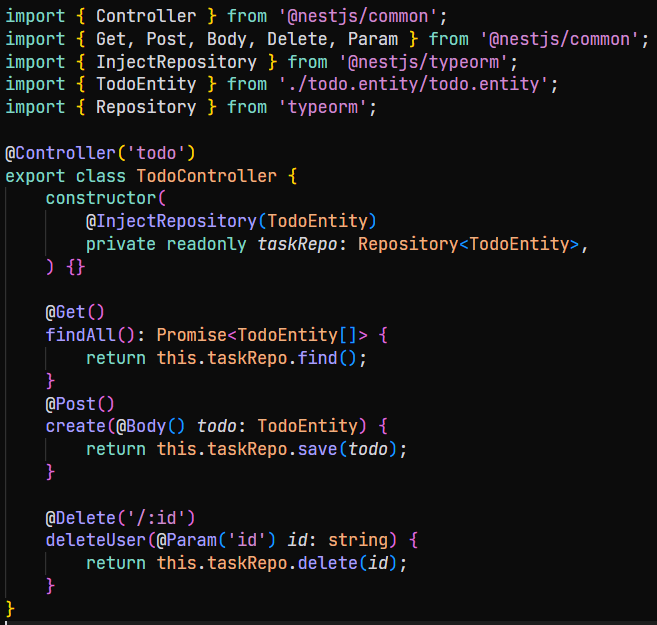 import { Controller } from '@nestjs/common';
import { Get, Post, Body, Delete, Param } from '@nestjs/common';
import { InjectRepository } from '@nestjs/typeorm';
import { TodoEntity } from './todo.entity/todo.entity';
import { Repository } from 'typeorm';

@Controller('todo')
export class TodoController {
    constructor(
        @InjectRepository(TodoEntity)
        private readonly taskRepo: Repository<TodoEntity>,
    ) {}

    @Get()
    findAll(): Promise<TodoEntity[]> {
        return this.taskRepo.find();
    }
    @Post()
    create(@Body() todo: TodoEntity) {
        return this.taskRepo.save(todo);
    }

    @Delete('/:id')
    deleteUser(@Param('id') id: string) {
        return this.taskRepo.delete(id);
    }
}